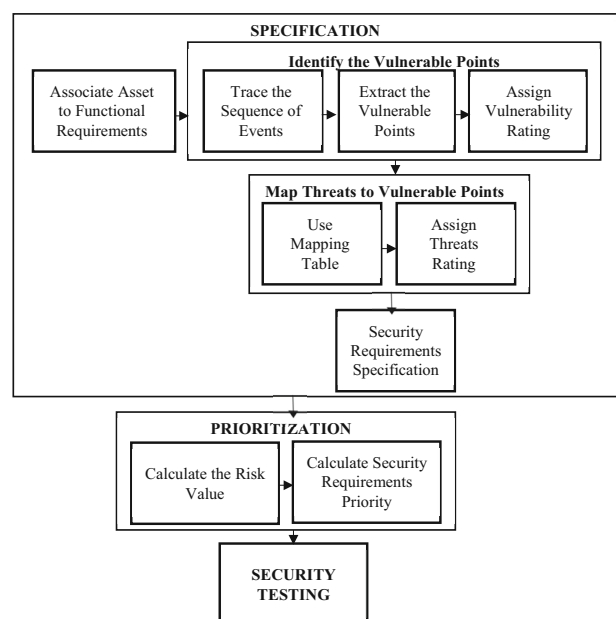 SPECIFICATION
Identify the Vulnerable Points
Associate Asset
to Functional
Requirements
Trace the
Sequence of
Events
Extract the
Vulnerable
Points
Assign
Vulnerability
Rating
Map Threats to Vulnerable Points
Use
Mapping
Table
Assign
Threats
Rating
Security
Requirements
Specification
PRIORITIZATION
Calculate the Risk
Value
Calculate Security
Requirements
Priority
SECURITY
TESTING